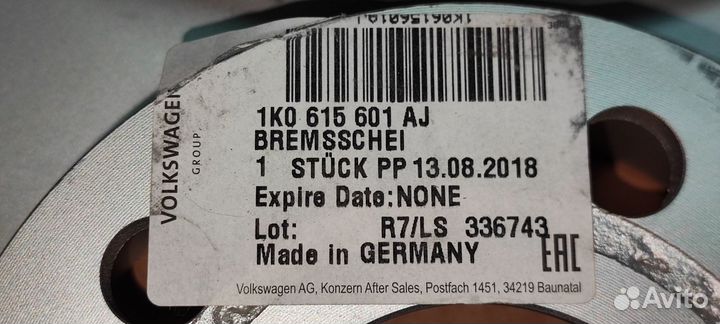 1K0615601AJ
VOLKSWAGEN
GROUP
1K0 615 601 AJ
BREMSSCHEI
1 STÜCK PP 13.08.2018
Expire Date:NONE
Lot: R7/LS 336743
Made in GERMANY
EAC
Volkswagen AG, Konzern After Sales, Postfach 1451, 34219 Baunatal
Avito